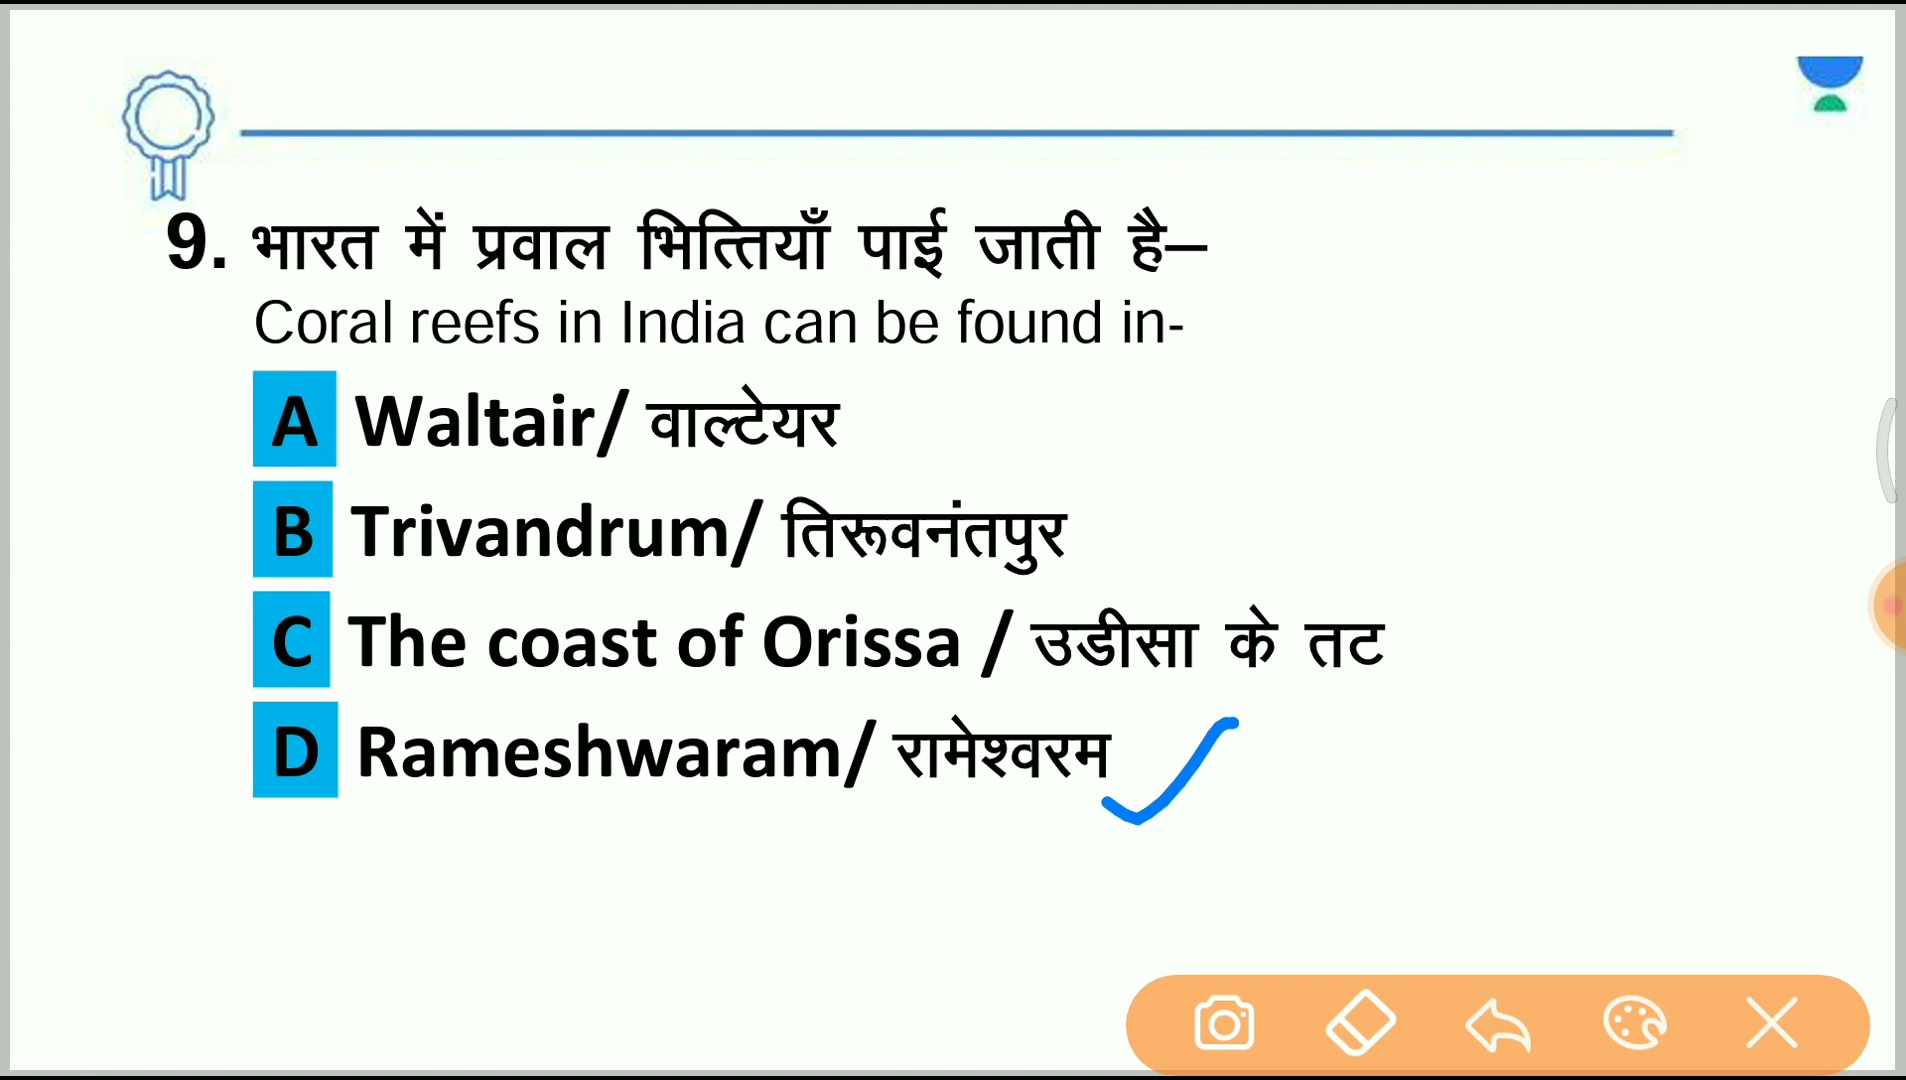 9. भारत में प्रवाल भित्तियाँ पाई जाती है–
Coral reefs in India can be found in-
A Waltair/ वाल्टेयर
B Trivandrum/ तिरूवनंतपुर
C The coast of Orissa / उडीसा के तट
D Rameshwaram/ रामेश्वरम